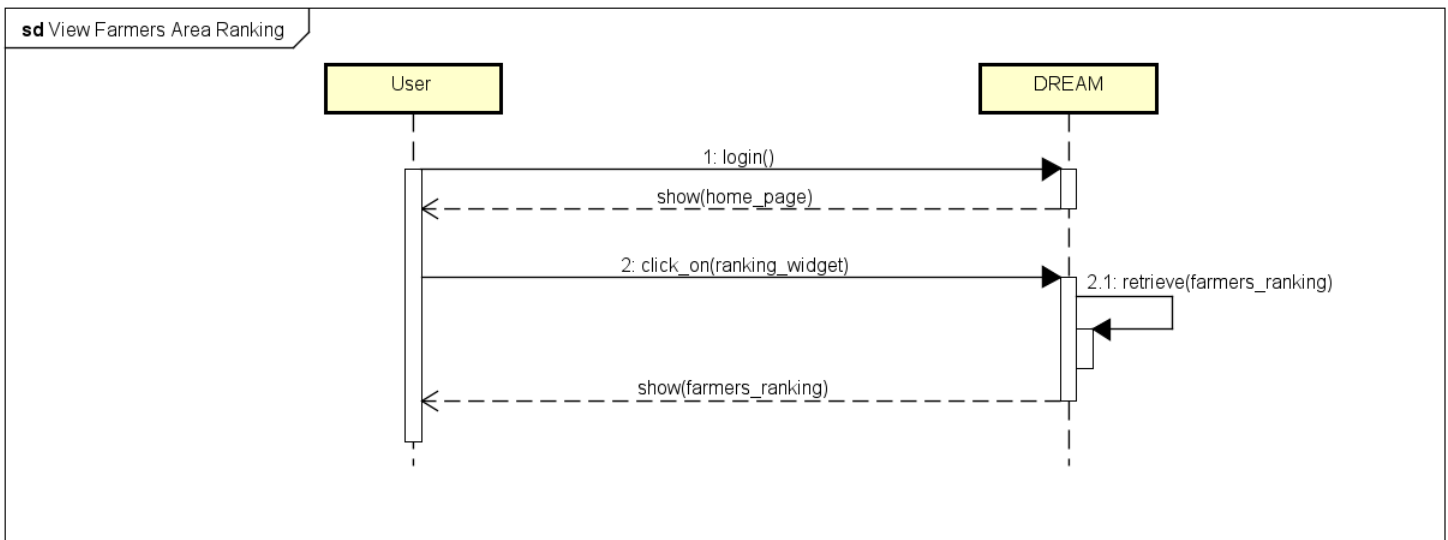 sd View Farmers Area Ranking
User
DREAM
1: login()
show(home_page)
2: click_on(ranking_widget)
2.1: retrieve(farmers_ranking)
show(farmers_ranking)